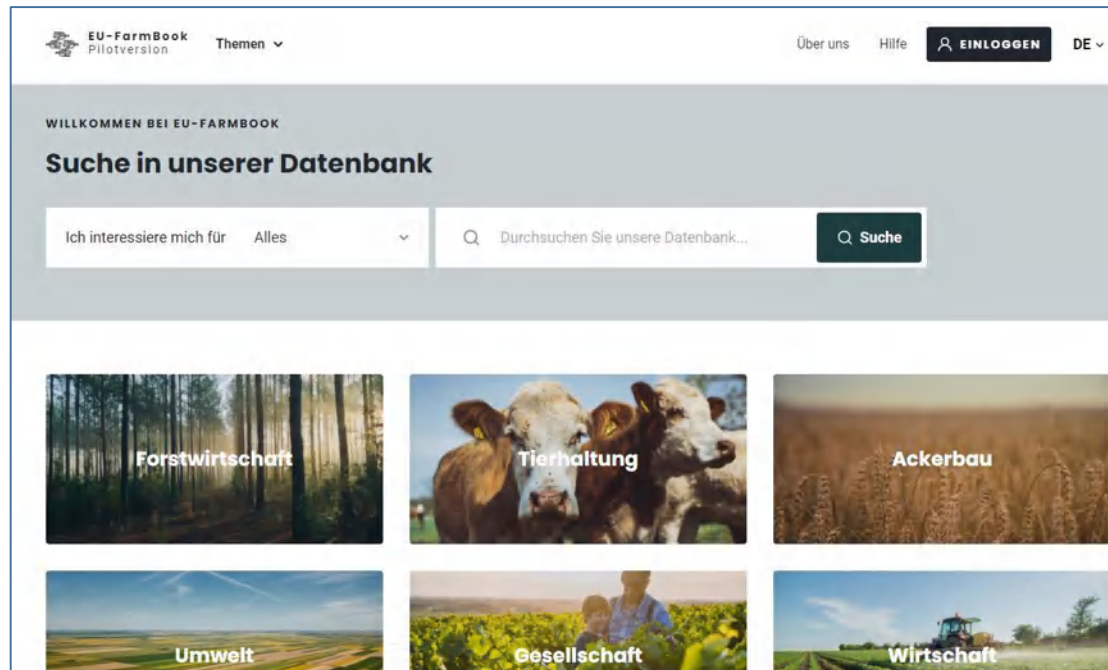 EU-FarmBook
Pilotversion
Themen
Über uns
Hilfe
EINLOGGEN
DE
WILLKOMMEN BEI EU-FARMBOOK
Suche in unserer Datenbank
Ich interessiere mich für Alles
Durchsuchen Sie unsere Datenbank...
Suche
Forstwirtschaft
Tierhaltung
Ackerbau
Umwelt
Gesellschaft
Wirtschaft